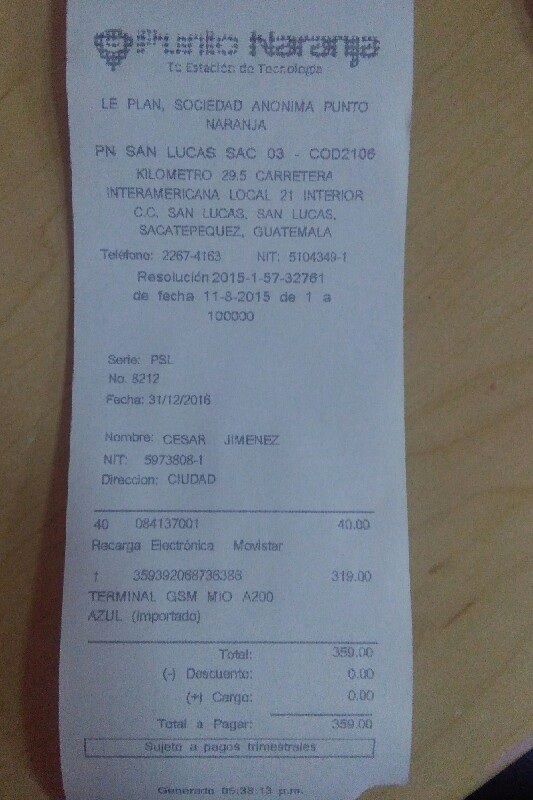 Punto Naranja
Tu Estación de Tecnología
LE PLAN, SOCIEDAD ANONIMA PUNTO
NARANJA
PN SAN LUCAS SAC 03 - COD2106
KILOMETRO 29.5 CARRETERA
INTERAMERICANA LOCAL 21 INTERIOR
C.C. SAN LUCAS, SAN LUCAS,
SACATEPEQUEZ, GUATEMALA
Teléfono: 2267-4163 NIT: 5104349-1
Resolución 2015-1-57-32761
de fecha 11-8-2015 de 1 a
100000
Serie: PSL
No. 8212
Fecha: 31/12/2016
Nombre: CESAR JIMENEZ
NIT: 5973808-1
Direccion: CIUDAD
40 084137001 40.00
Recarga Electrónica Movistar
1 359392068736388 319.00
TERMINAL GSM MIO A200
AZUL (Importado)
Total: 359.00
(-) Descuento: 0.00
(+) Cargo: 0.00
Total a Pagar: 359.00
Sujeto a pagos trimestrales
Generado 05:38:13 p.m.